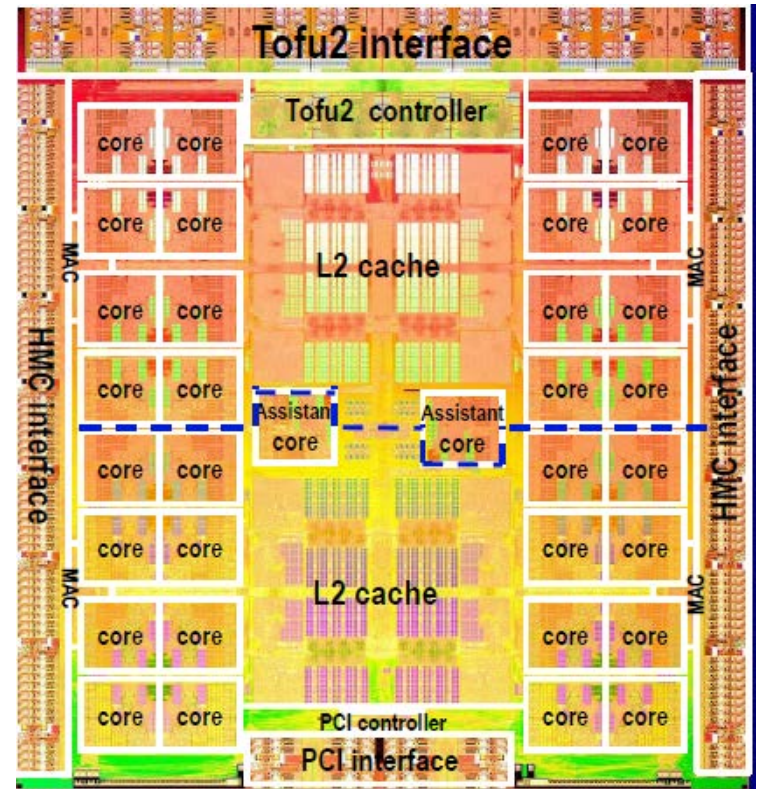 Tofu2 interface
Tofu2 controller
core core core core
core core core core
L2 cache
MAC MAC
core core core core
HMC interface
HMC interface
core core core core
Assistant
core
Assistant
core
core core core core
core core core core
MAC MAC
L2 cache
core core core core
core core core core
PCI controller
PCI interface